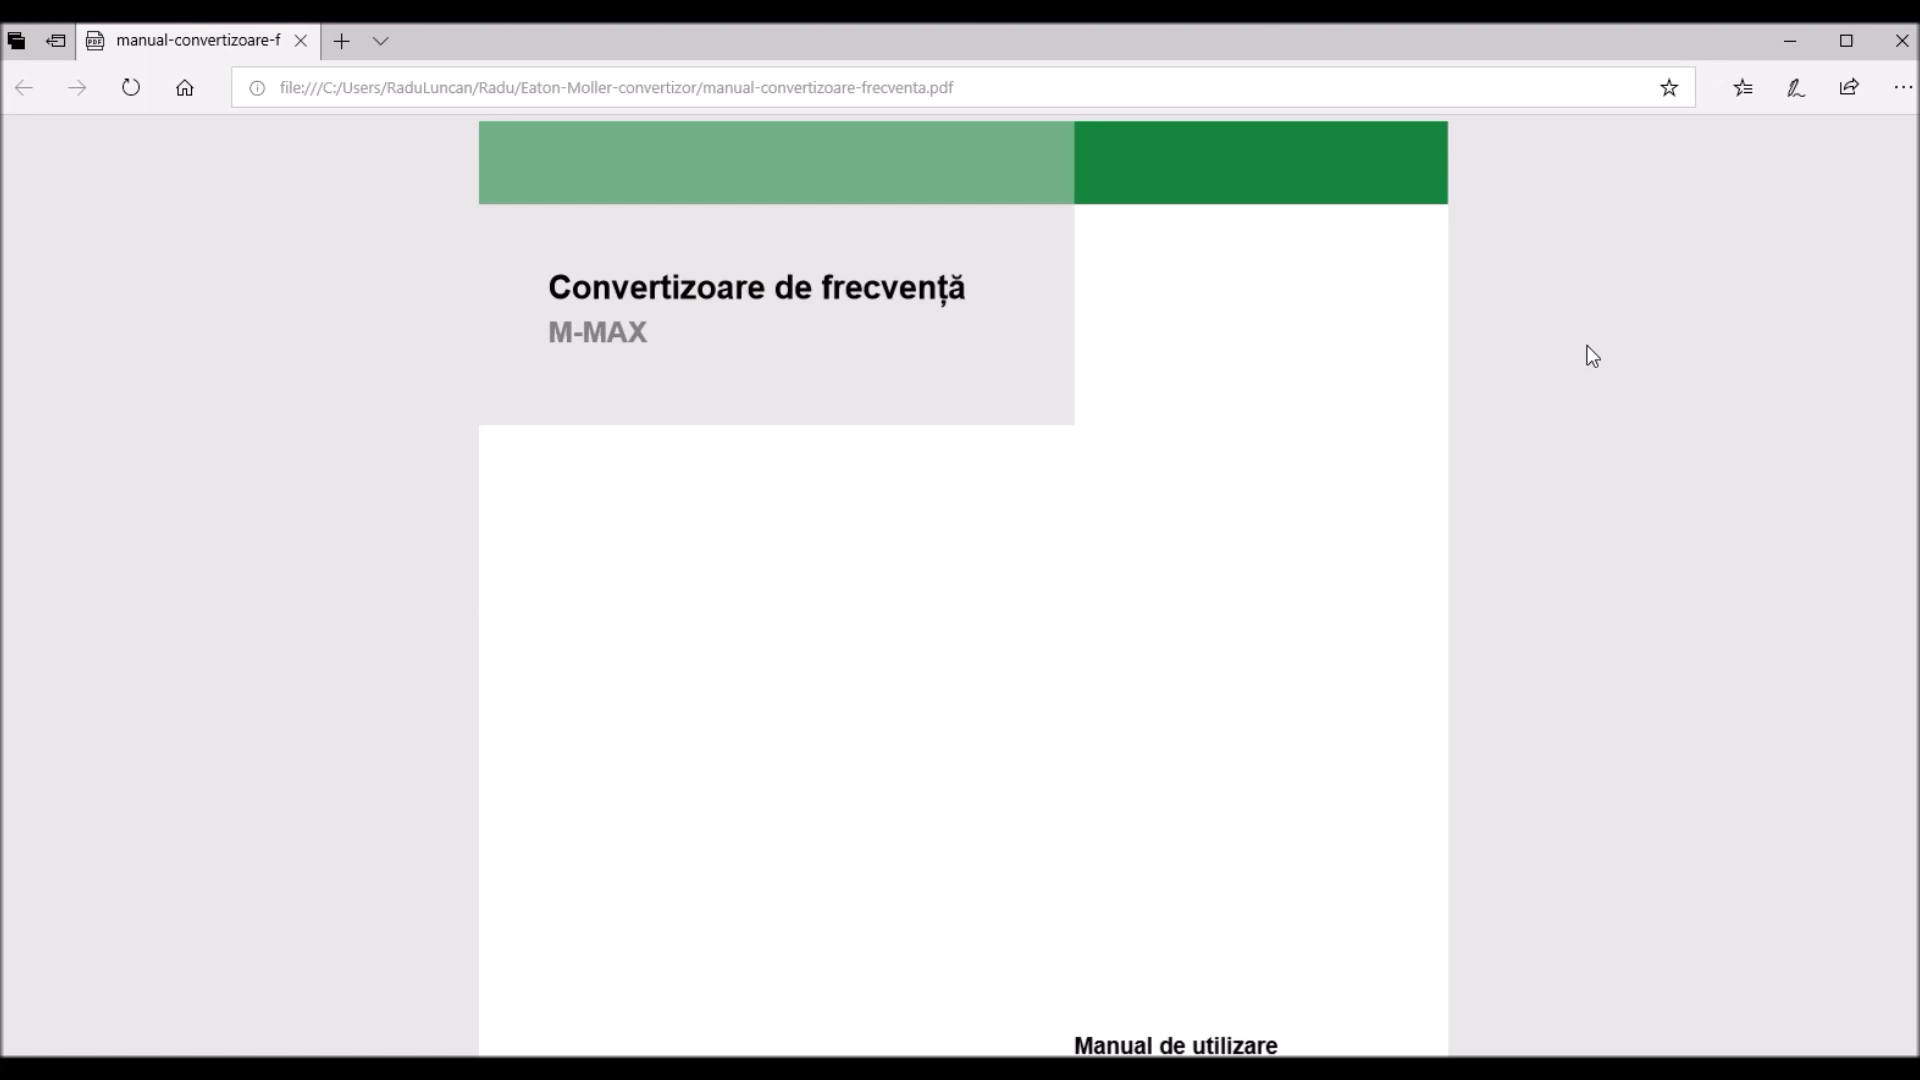 manual-convertizoare-f
file:///C:/Users/RaduLuncan/Radu/Eaton-Moller-convertizor/manual-convertizoare-frecventa.pdf
Convertizoare de frecvență
M-MAX
Manual de utilizare